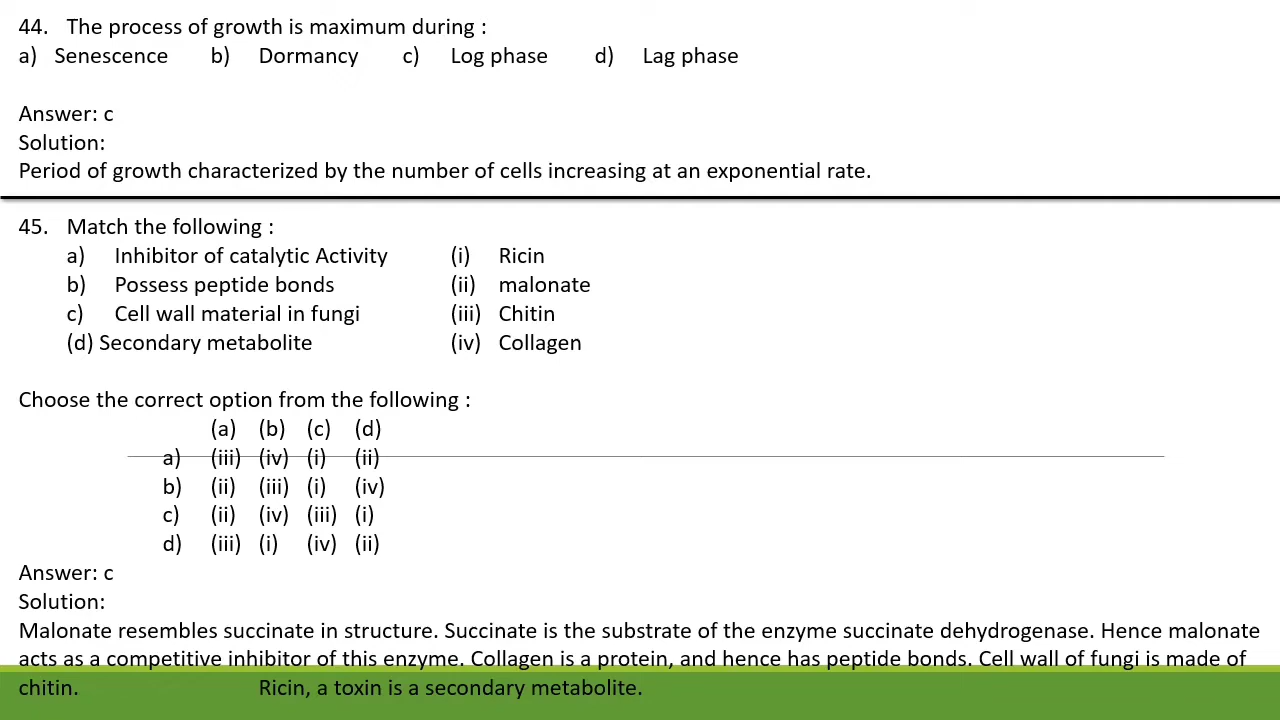 44. The process of growth is maximum during :
a) Senescence b) Dormancy c) Log phase d) Lag phase
Answer: c
Solution:
Period of growth characterized by the number of cells increasing at an exponential rate.
45. Match the following :
a) Inhibitor of catalytic Activity (i) Ricin
b) Possess peptide bonds (ii) malonate
c) Cell wall material in fungi (iii) Chitin
(d) Secondary metabolite (iv) Collagen
Choose the correct option from the following :
(a) (b) (c) (d)
a) (iii) (iv) (i) (ii)
b) (ii) (iii) (i) (iv)
c) (ii) (iv) (iii) (i)
d) (iii) (i) (iv) (ii)
Answer: c
Solution:
Malonate resembles succinate in structure. Succinate is the substrate of the enzyme succinate dehydrogenase. Hence malonate
acts as a competitive inhibitor of this enzyme. Collagen is a protein, and hence has peptide bonds. Cell wall of fungi is made of
chitin. Ricin, a toxin is a secondary metabolite.